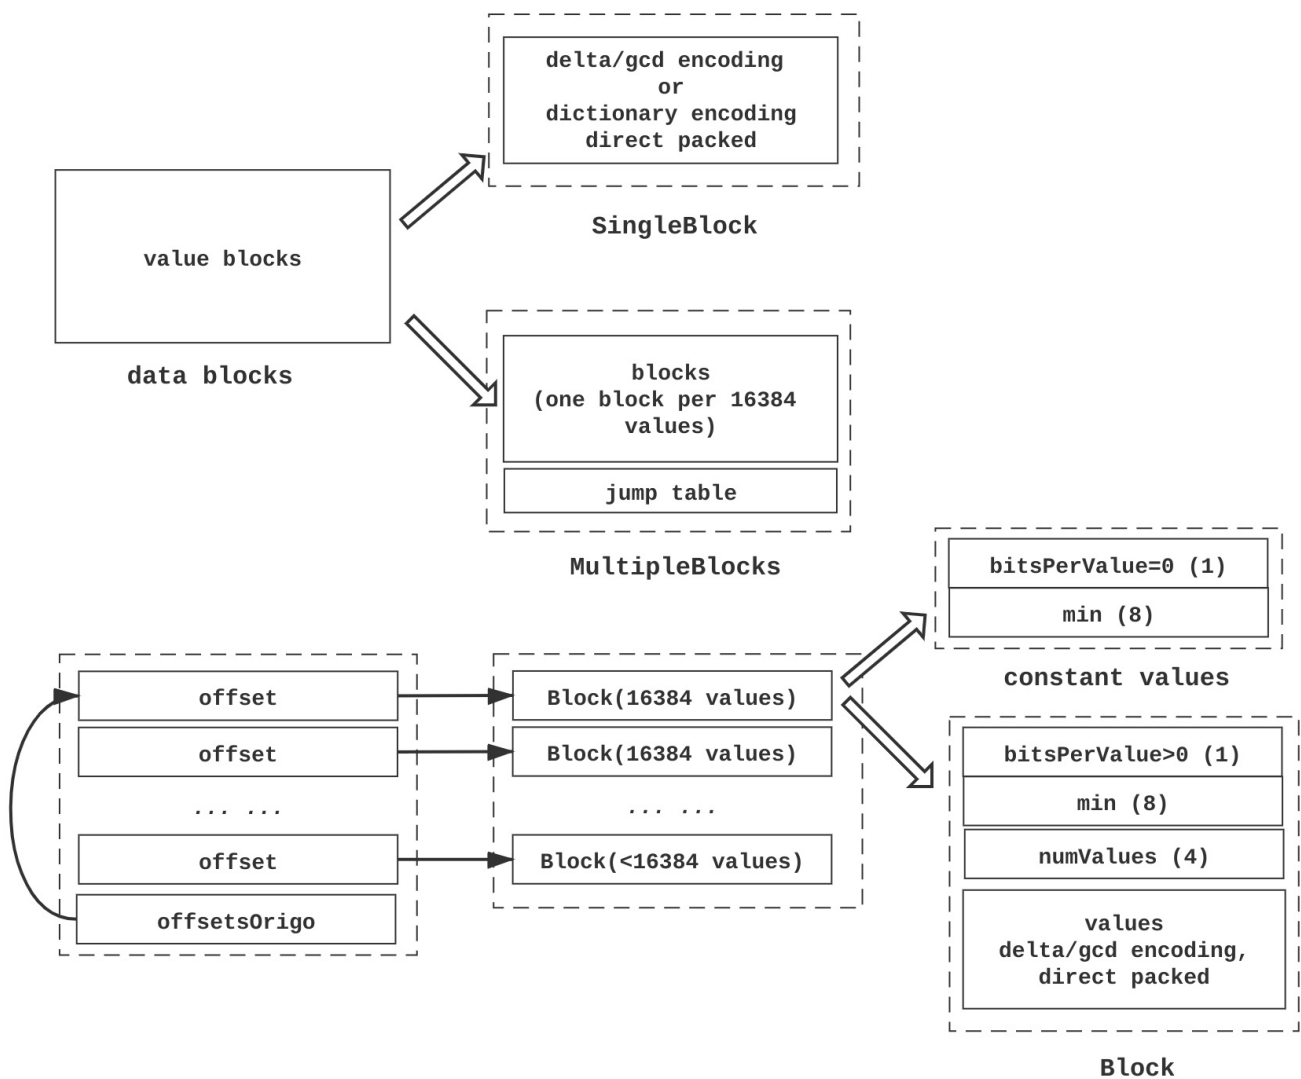 delta/gcd encoding
or
dictionary encoding
direct packed
SingleBlock
value blocks
data blocks
blocks
(one block per 16384
values)
jump table
MultipleBlocks
offset
offset
... ...
offset
offsetsOrigo
Block(16384 values)
Block(16384 values)
... ...
Block(<16384 values)
bitsPerValue=0 (1)
min (8)
constant values
bitsPerValue>0 (1)
min (8)
numValues (4)
values
delta/gcd encoding,
direct packed
Block